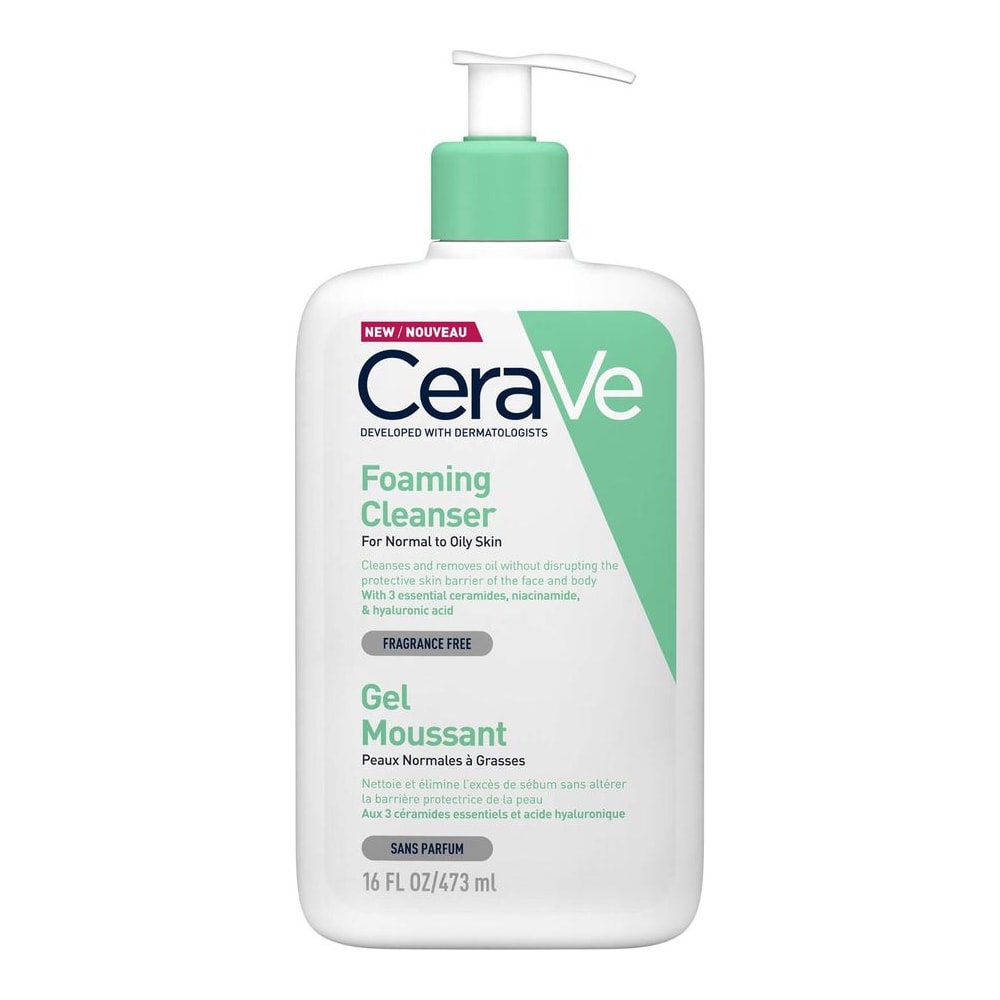 NEW / NOUVEAU
CeraVe
DEVELOPED WITH DERMATOLOGISTS
Foaming
Cleanser
For Normal to Oily Skin
Cleanses and removes oil without disrupting the
protective skin barrier of the face and body
With 3 essential ceramides, niacinamide,
& hyaluronic acid
FRAGRANCE FREE
Gel
Moussant
Peaux Normales à Grasses
Nettoie et élimine l'excès de sébum sans altérer
la barrière protectrice de la peau
Aux 3 céramides essentiels et acide hyaluronique
SANS PARFUM
16 FL OZ/473 ml